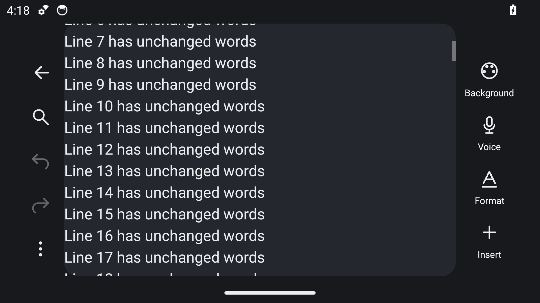 4:18
Line 7 has unchanged words
Line 8 has unchanged words
Line 9 has unchanged words
Line 10 has unchanged words
Line 11 has unchanged words
Line 12 has unchanged words
Line 13 has unchanged words
Line 14 has unchanged words
Line 15 has unchanged words
Line 16 has unchanged words
Line 17 has unchanged words
Background
Voice
Format
Insert